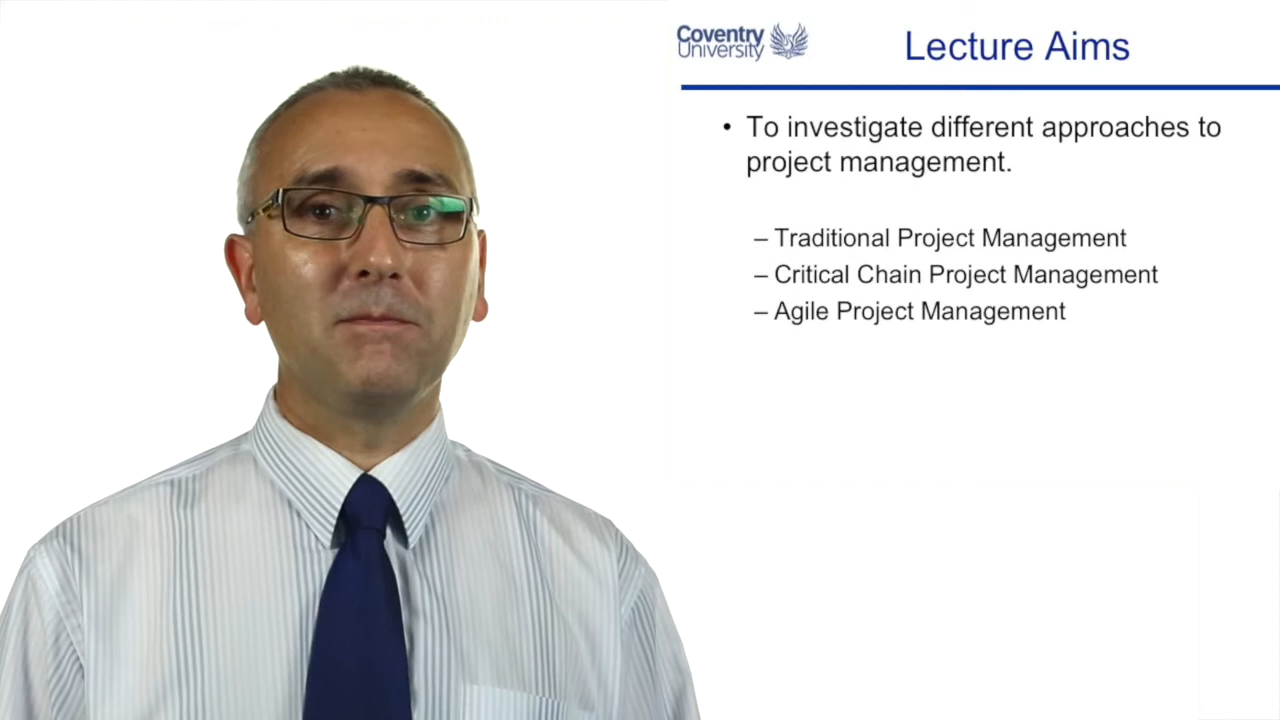 Coventry
University
Lecture Aims
• To investigate different approaches to
project management.
– Traditional Project Management
– Critical Chain Project Management
– Agile Project Management